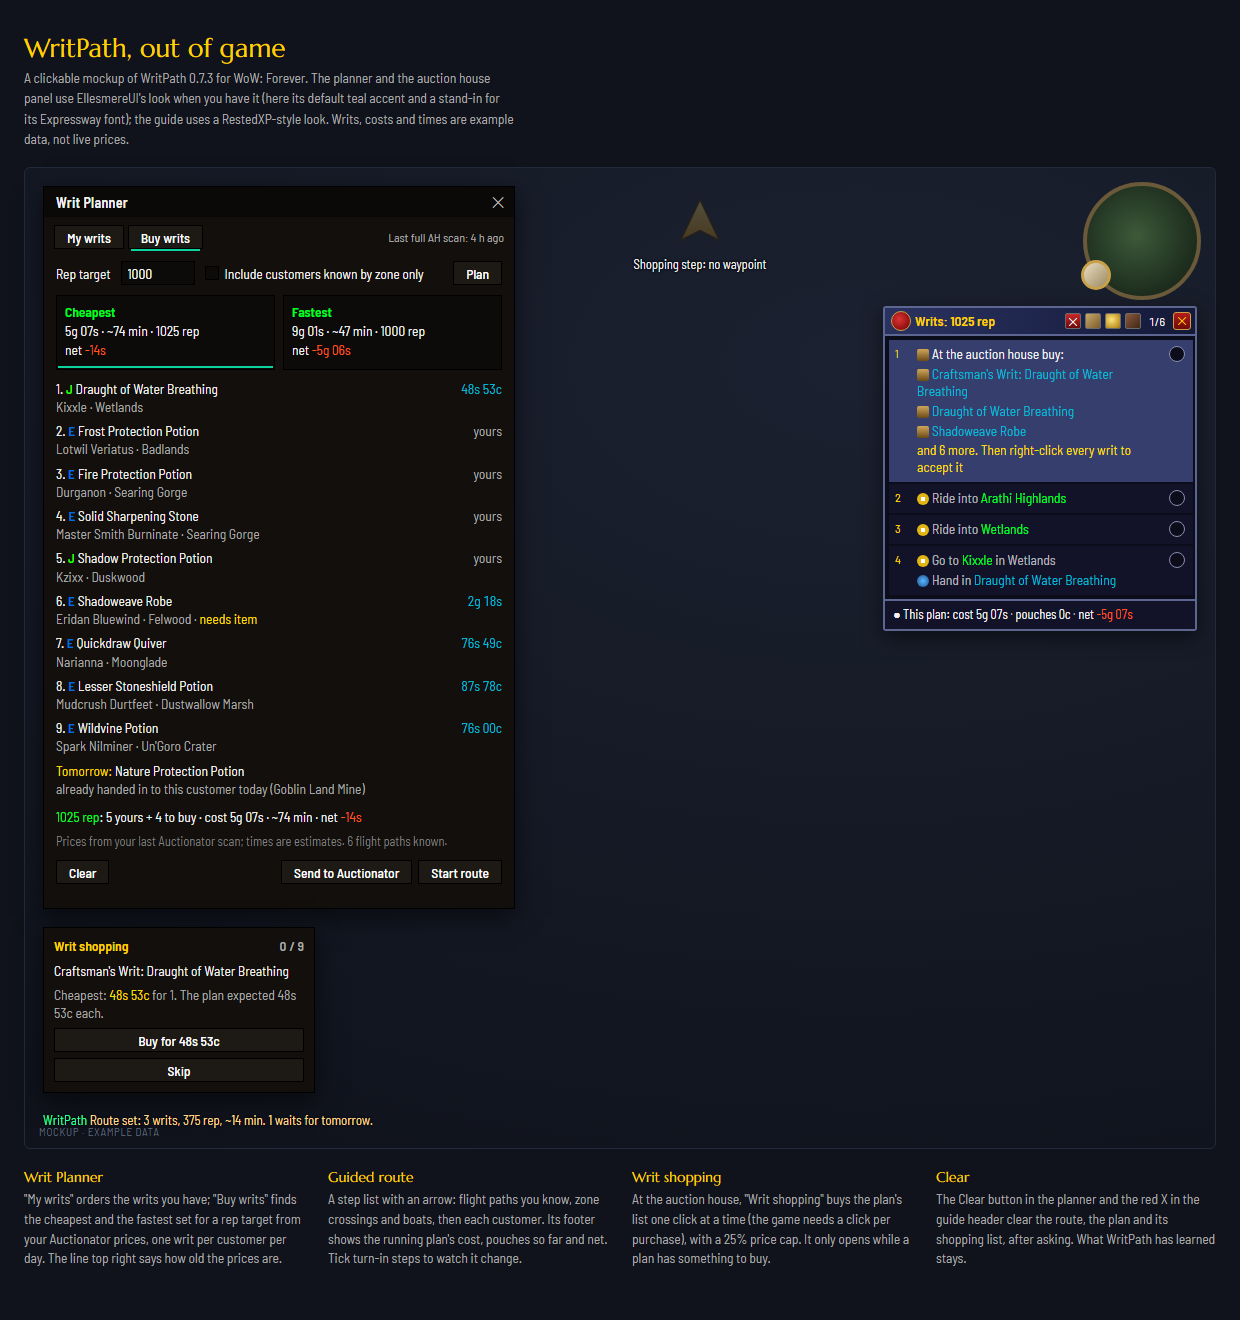 WritPath, out of game
A clickable mockup of WritPath 0.7.3 for WoW: Forever. The planner and the auction house
panel use EllesmereUI's look when you have it (here its default teal accent and a stand-in for
its Expressway font); the guide uses a RestedXP-style look. Writs, costs and times are example
data, not live prices.
Writ Planner
My writs
Buy writs
Last full AH scan: 4 h ago
Rep target
1000
Include customers known by zone only
Plan
Cheapest
5g 07s · ~74 min · 1025 rep
net -14s
Fastest
9g 01s · ~47 min · 1000 rep
net -5g 06s
1. J Draught of Water Breathing
48s 53c
Kixxle · Wetlands
2. E Frost Protection Potion
yours
Lotwil Veriatus · Badlands
3. E Fire Protection Potion
yours
Durganon · Searing Gorge
4. E Solid Sharpening Stone
yours
Master Smith Burninate · Searing Gorge
5. J Shadow Protection Potion
yours
Kzixx · Duskwood
6. E Shadoweave Robe
2g 18s
Eridan Bluewind · Felwood · needs item
7. E Quickdraw Quiver
76s 49c
Narianna · Moonglade
8. E Lesser Stoneshield Potion
87s 78c
Mudcrush Durtfeet · Dustwallow Marsh
9. E Wildvine Potion
76s 00c
Spark Nilminer · Un'Goro Crater
Tomorrow: Nature Protection Potion
already handed in to this customer today (Goblin Land Mine)
1025 rep: 5 yours + 4 to buy · cost 5g 07s · ~74 min · net -14s
Prices from your last Auctionator scan; times are estimates. 6 flight paths known.
Clear
Send to Auctionator
Start route
Shopping step: no waypoint
Writs: 1025 rep
1/6
1
At the auction house buy:
Craftsman's Writ: Draught of Water
Breathing
Draught of Water Breathing
Shadoweave Robe
and 6 more. Then right-click every writ to
accept it
2
Ride into Arathi Highlands
3
Ride into Wetlands
4
Go to Kixxle in Wetlands
Hand in Draught of Water Breathing
This plan: cost 5g 07s · pouches 0c · net -5g 07s
Writ shopping
0 / 9
Craftsman's Writ: Draught of Water Breathing
Cheapest: 48s 53c for 1. The plan expected 48s
53c each.
Buy for 48s 53c
Skip
WritPath Route set: 3 writs, 375 rep, ~14 min. 1 waits for tomorrow.
MOCKUP · EXAMPLE DATA
Writ Planner
"My writs" orders the writs you have; "Buy writs" finds
the cheapest and the fastest set for a rep target from
your Auctionator prices, one writ per customer per
day. The line top right says how old the prices are.
Guided route
A step list with an arrow: flight paths you know, zone
crossings and boats, then each customer. Its footer
shows the running plan's cost, pouches so far and net.
Tick turn-in steps to watch it change.
Writ shopping
At the auction house, "Writ shopping" buys the plan's
list one click at a time (the game needs a click per
purchase), with a 25% price cap. It only opens while a
plan has something to buy.
Clear
The Clear button in the planner and the red X in the
guide header clear the route, the plan and its
shopping list, after asking. What WritPath has learned
stays.